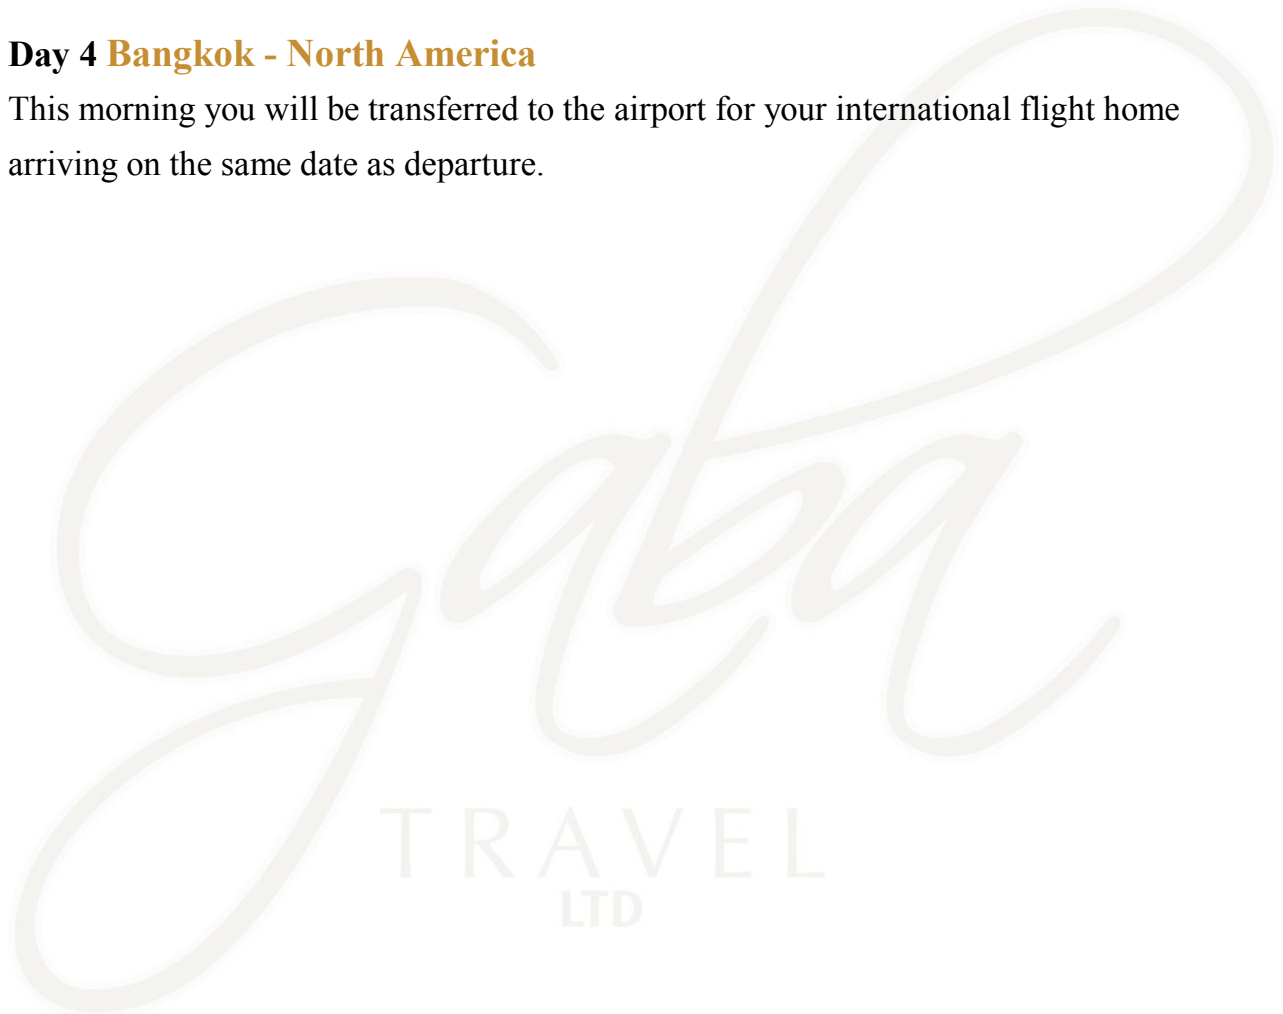 Day 4 Bangkok - North America
This morning you will be transferred to the airport for your international flight home
arriving on the same date as departure.
Gaba
TRAVEL
LTD